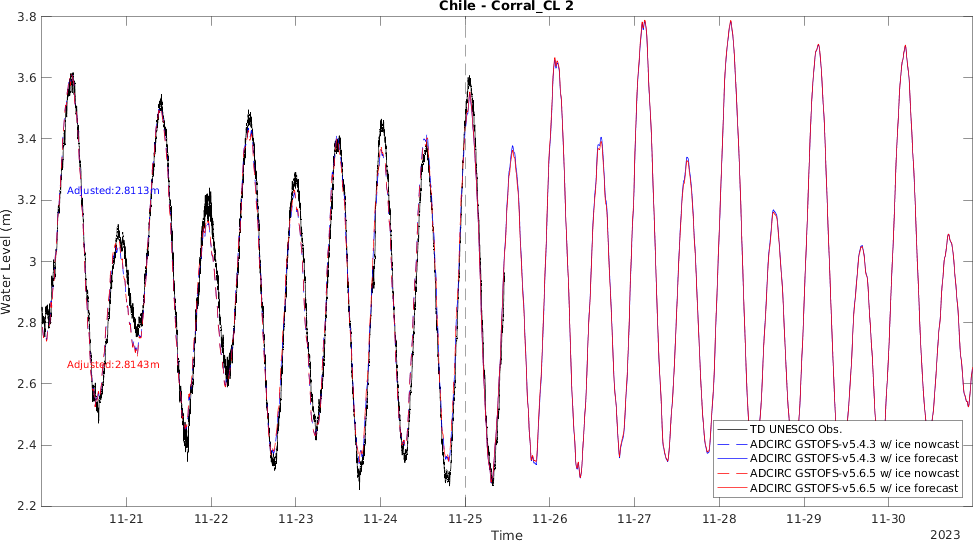 Chile - Corral_CL 2
Water Level (m)
3.8
3.6
3.4
3.2
3
2.8
2.6
2.4
2.2
Adjusted:2.8113m
Adjusted:2.8143m
TD UNESCO Obs.
ADCIRC GSTOFS-v5.4.3 w/ ice nowcast
ADCIRC GSTOFS-v5.4.3 w/ ice forecast
ADCIRC GSTOFS-v5.6.5 w/ ice nowcast
ADCIRC GSTOFS-v5.6.5 w/ ice forecast
11-21 11-22 11-23 11-24 11-25 11-26 11-27 11-28 11-29 11-30
Time
2023